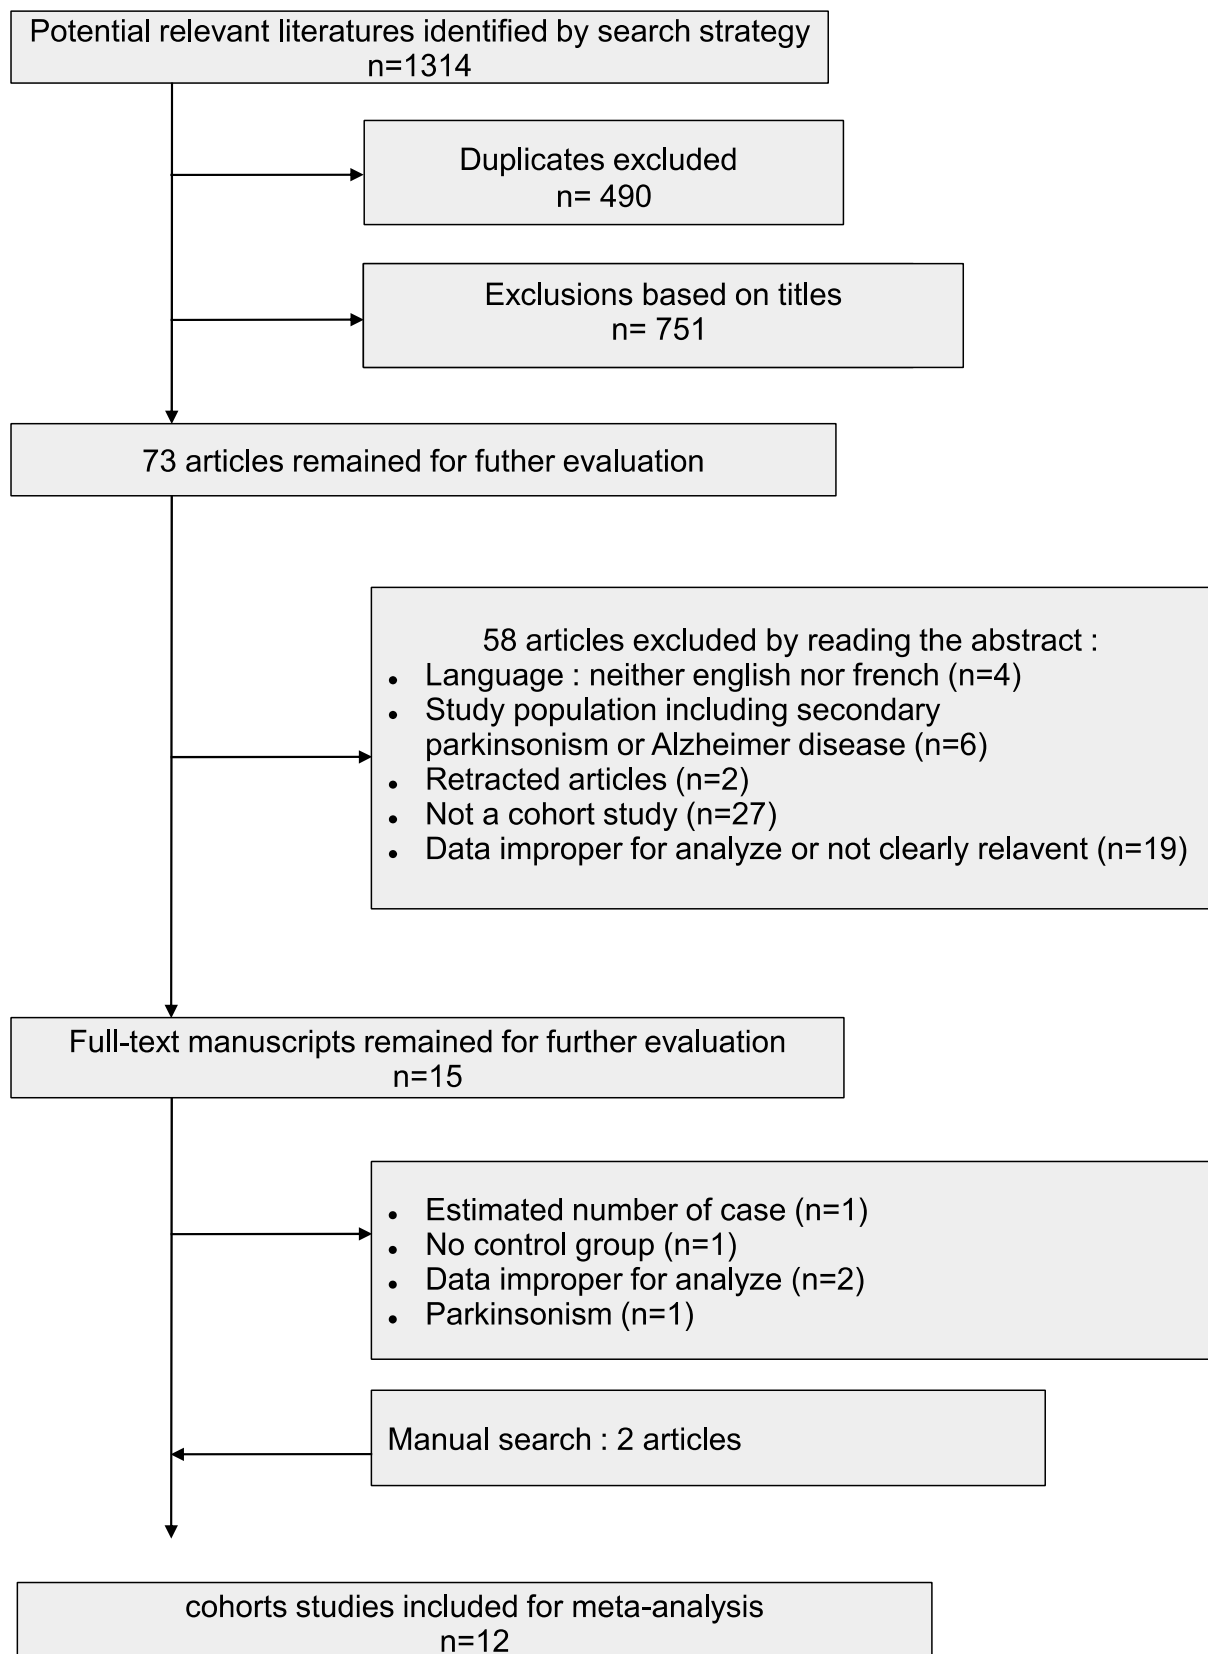 Potential relevant literatures identified by search strategy
n=1314
Duplicates excluded
n= 490
Exclusions based on titles
n= 751
73 articles remained for futher evaluation
58 articles excluded by reading the abstract :
• Language : neither english nor french (n=4)
• Study population including secondary
parkinsonism or Alzheimer disease (n=6)
• Retracted articles (n=2)
• Not a cohort study (n=27)
• Data improper for analyze or not clearly relavent (n=19)
Full-text manuscripts remained for further evaluation
n=15
• Estimated number of case (n=1)
• No control group (n=1)
• Data improper for analyze (n=2)
• Parkinsonism (n=1)
Manual search : 2 articles
cohorts studies included for meta-analysis
n=12